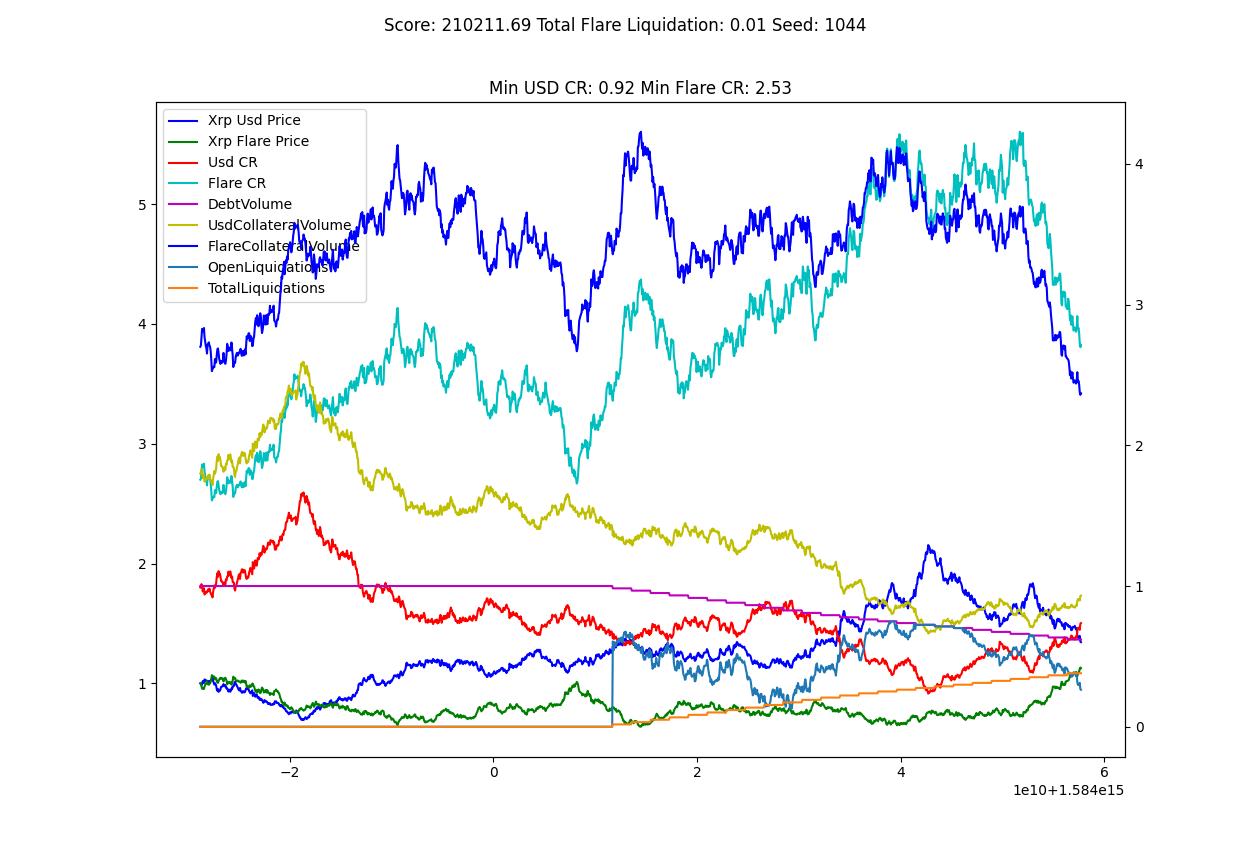 Score: 210211.69 Total Flare Liquidation: 0.01 Seed: 1044
Min USD CR: 0.92 Min Flare CR: 2.53
Xrp Usd Price
Xrp Flare Price
Usd CR
Flare CR
DebtVolume
UsdCollateralVolume
FlareCollateralVolume
OpenLiquidations
TotalLiquidations
5
4
3
2
1
4
3
2
1
0
−2
0
2
4
6
1e10+1.584e15